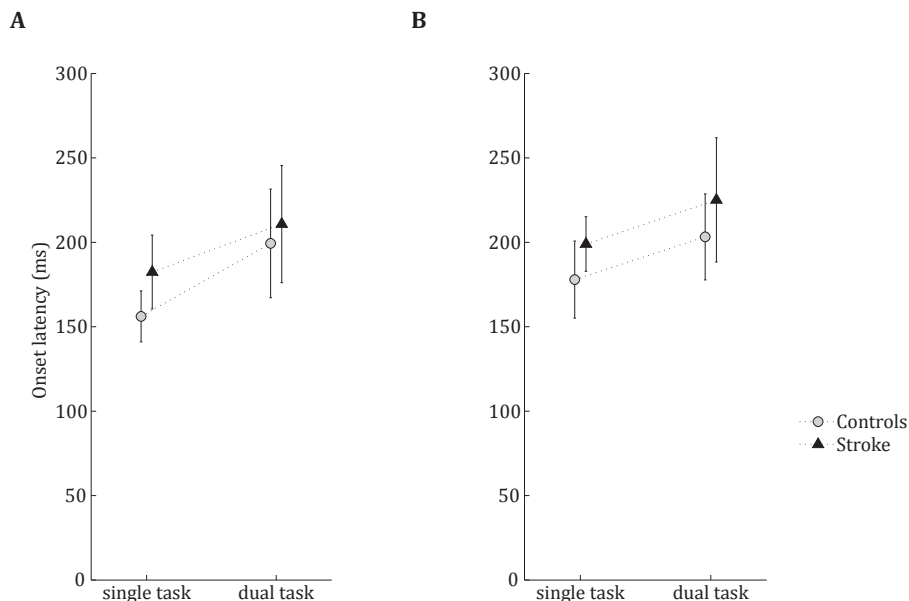 A
B
300
250
200
150
100
50
0
Onset latency (ms)
single task
dual task
300
250
200
150
100
50
0
single task
dual task
Controls
Stroke